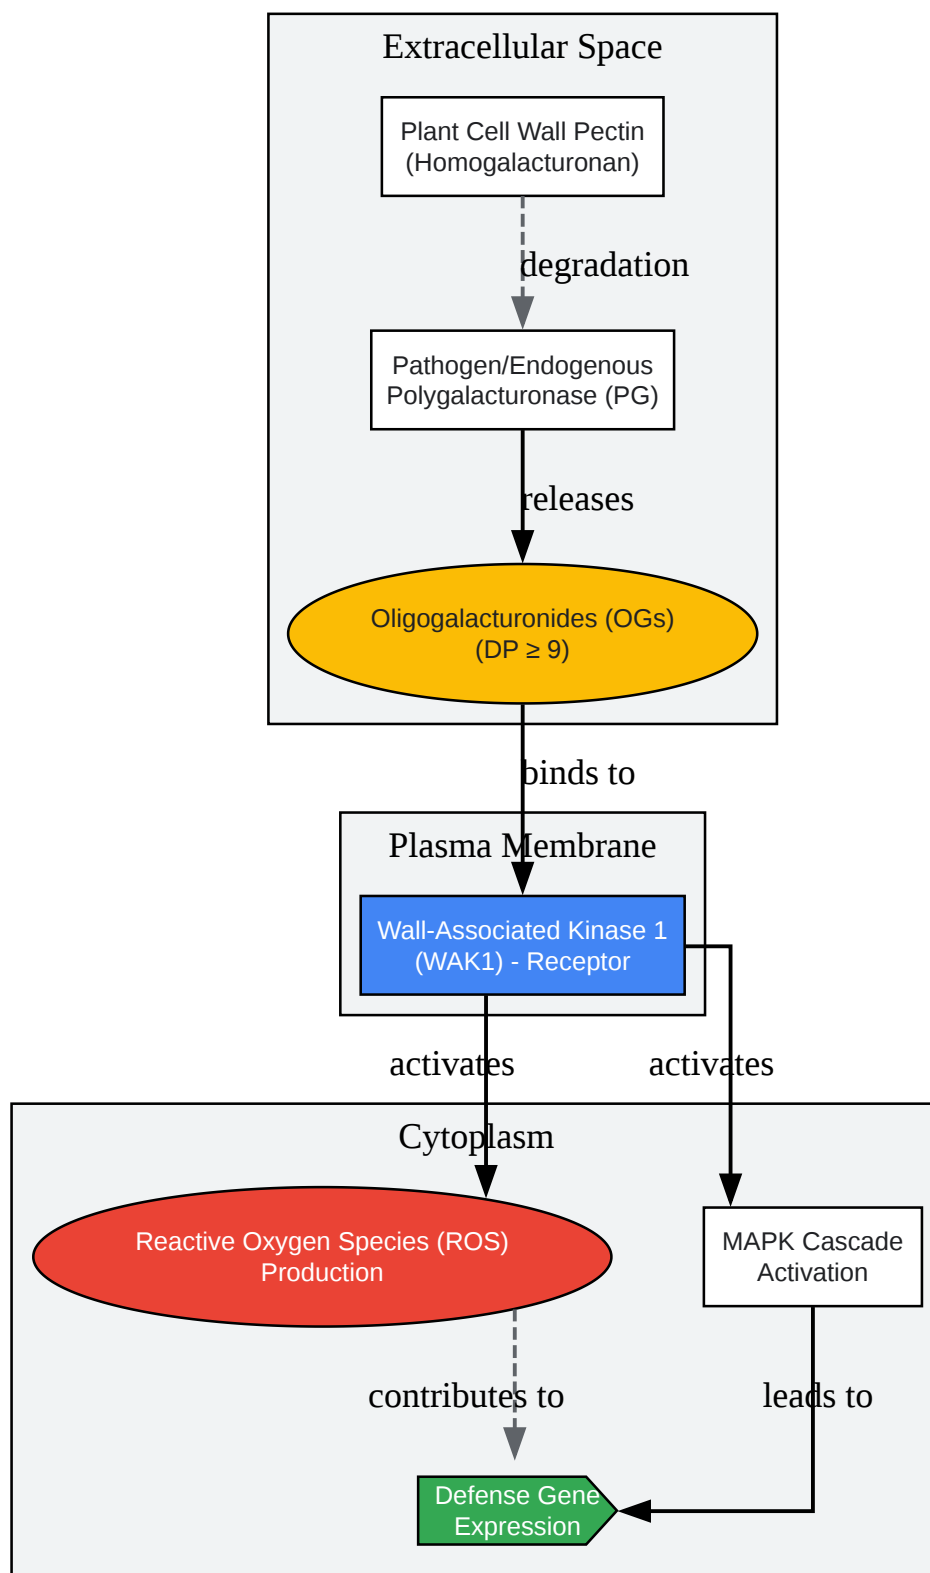 Extracellular Space
Plant Cell Wall Pectin
(Homogalacturonan)
degradation
Pathogen/Endogenous
Polygalacturonase (PG)
releases
Oligogalacturonides (OGs)
(DP ≥ 9)
binds to
Plasma Membrane
Wall-Associated Kinase 1
(WAK1) - Receptor
activates
activates
Cytoplasm
Reactive Oxygen Species (ROS)
Production
MAPK Cascade
Activation
contributes to
leads to
Defense Gene
Expression